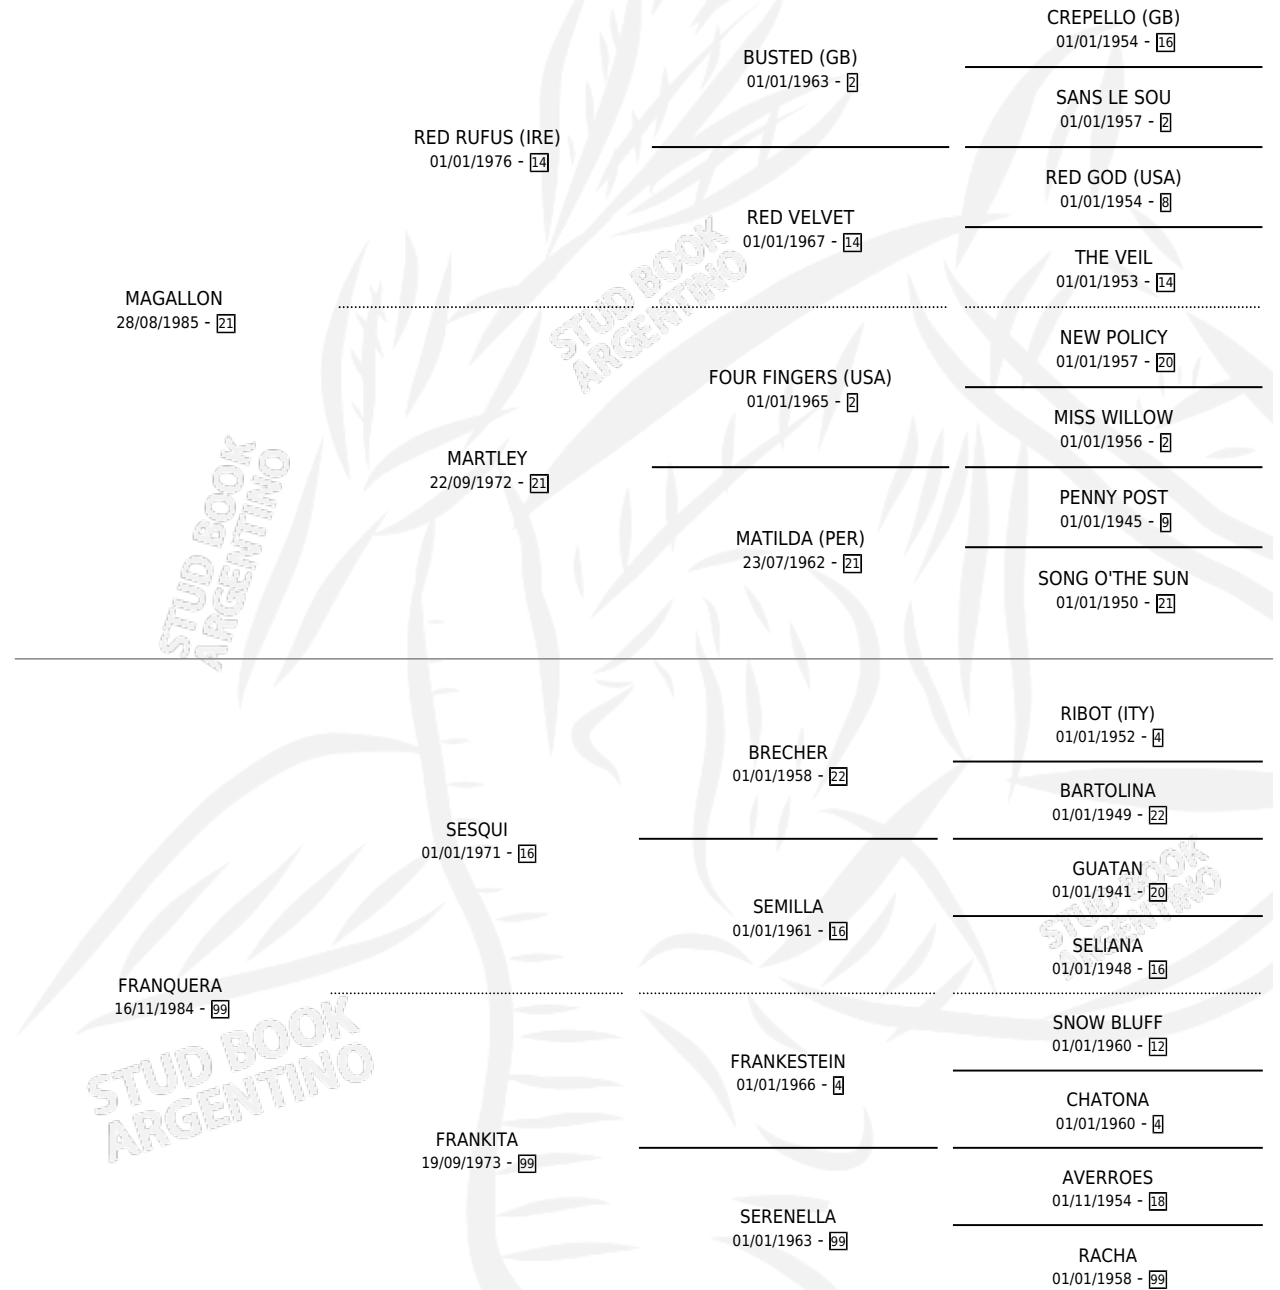 CREPELLO (GB)
01/01/1954 - 16
BUSTED (GB)
01/01/1963 - 2
SANS LE SOU
01/01/1957 - 2
RED RUFUS (IRE)
01/01/1976 - 14
RED GOD (USA)
01/01/1954 - 8
RED VELVET
01/01/1967 - 14
THE VEIL
01/01/1953 - 14
MAGALLON
28/08/1985 - 21
NEW POLICY
01/01/1957 - 20
FOUR FINGERS (USA)
01/01/1965 - 2
MISS WILLOW
01/01/1956 - 2
MARTLEY
22/09/1972 - 21
PENNY POST
01/01/1945 - 9
MATILDA (PER)
23/07/1962 - 21
SONG O'THE SUN
01/01/1950 - 21
RIBOT (ITY)
01/01/1952 - 4
BRECHER
01/01/1958 - 22
BARTOLINA
01/01/1949 - 22
SESQUI
01/01/1971 - 16
GUATAN
01/01/1941 - 20
SEMILLA
01/01/1961 - 16
SELIANA
01/01/1948 - 16
FRANQUERA
16/11/1984 - 99
SNOW BLUFF
01/01/1960 - 12
FRANKESTEIN
01/01/1966 - 4
CHATONA
01/01/1960 - 4
FRANKITA
19/09/1973 - 99
AVERROES
01/11/1954 - 18
SERENELLA
01/01/1963 - 99
RACHA
01/01/1958 - 99
STUD BOOK
ARGENTINO
STUD BOOK
ARGENTINO
STUD BOOK
ARGENTINO
STUD BOOK
ARGENTINO